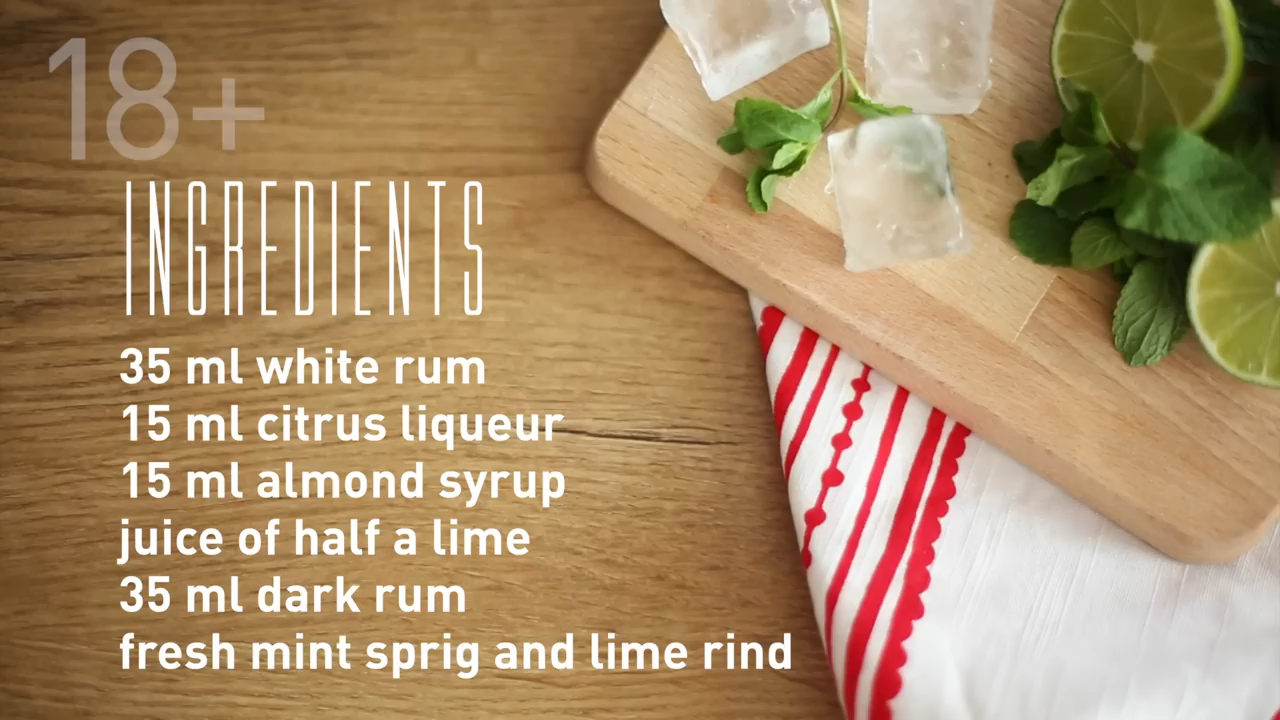 18+
INGREDIENTS
35 ml white rum
15 ml citrus liqueur
15 ml almond syrup
juice of half a lime
35 ml dark rum
fresh mint sprig and lime rind